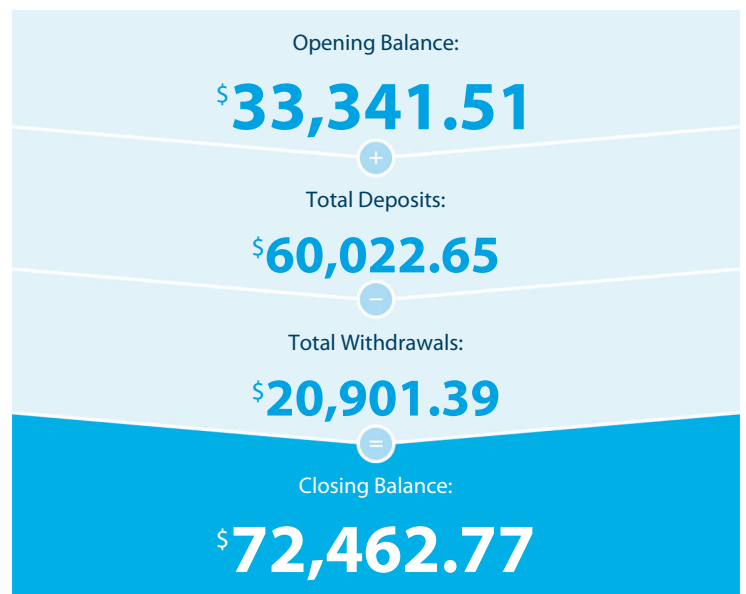 Opening Balance:
$33,341.51
+
Total Deposits:
$60,022.65
−
Total Withdrawals:
$20,901.39
=
Closing Balance:
$72,462.77